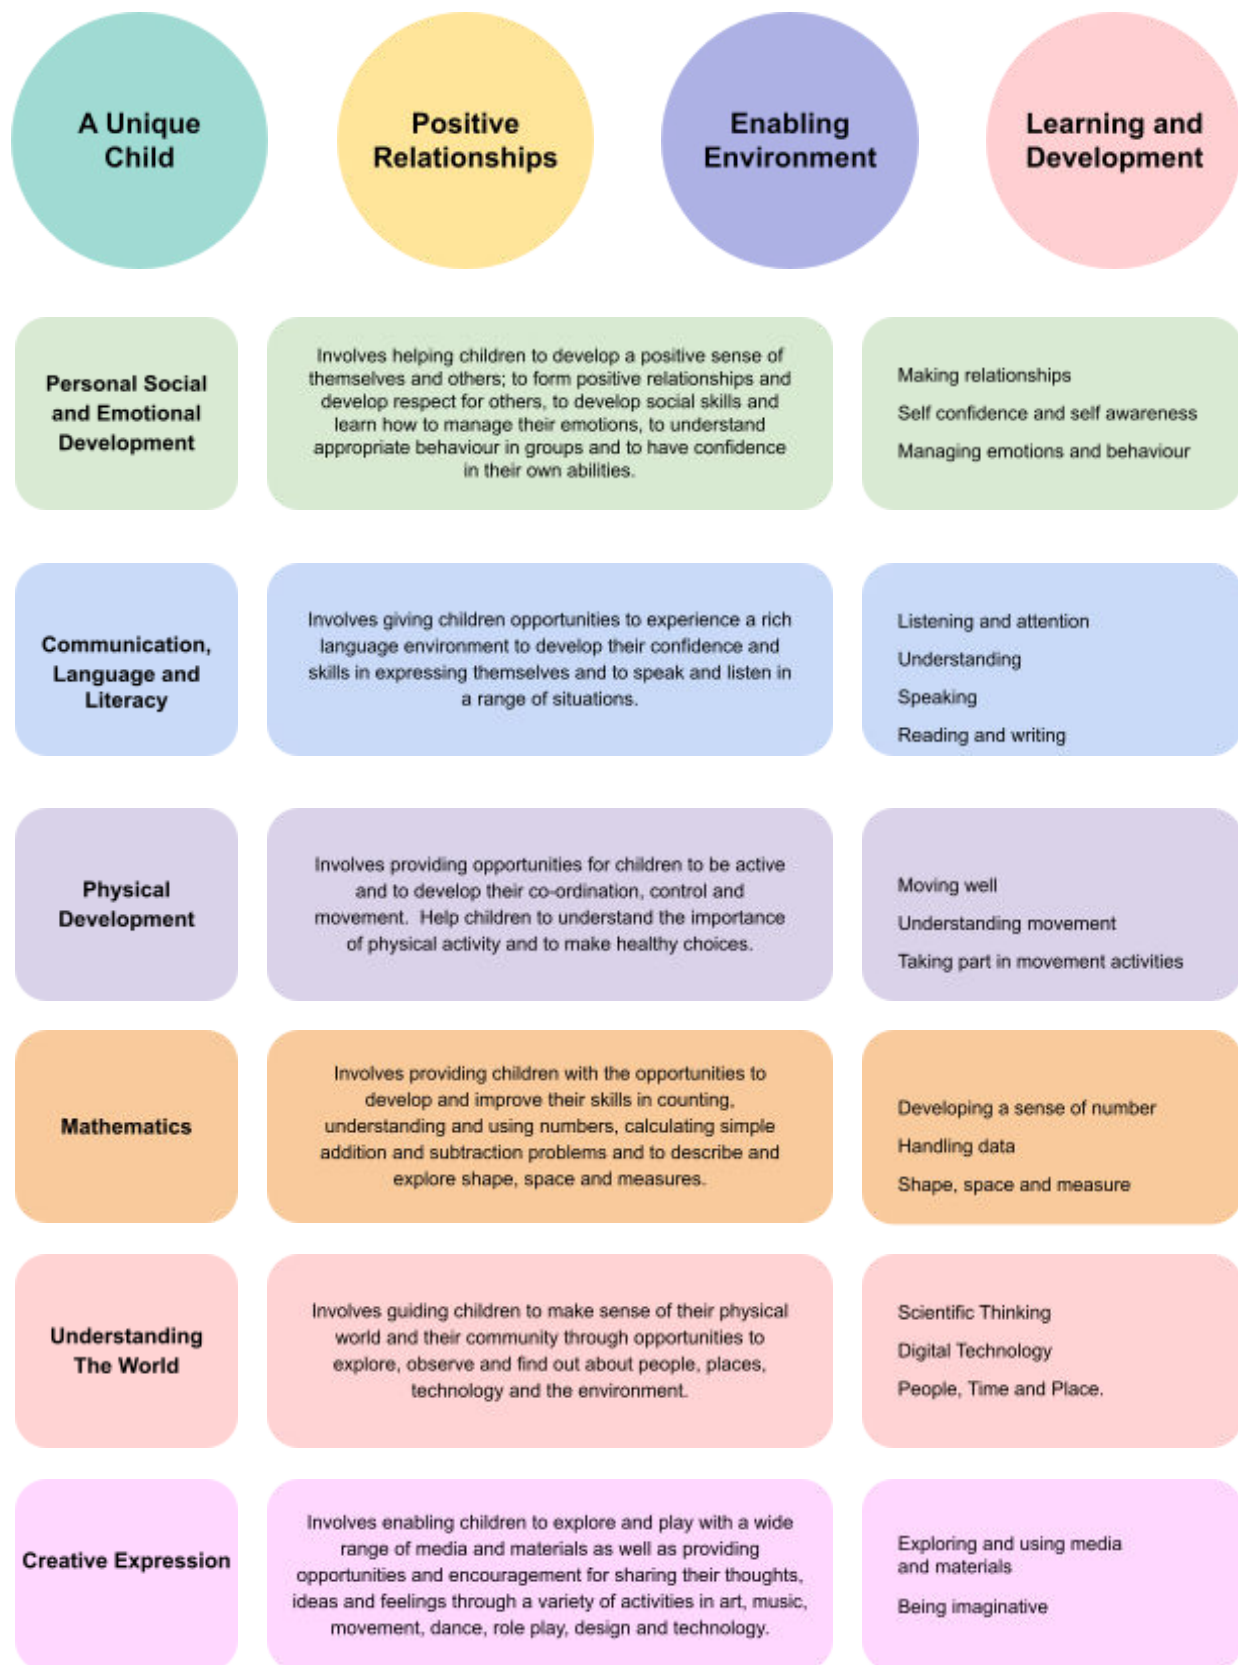 A Unique
Child
Positive
Relationships
Enabling
Environment
Learning and
Development
Personal Social
and Emotional
Development
Involves helping children to develop a positive sense of
themselves and others; to form positive relationships and
develop respect for others, to develop social skills and
learn how to manage their emotions, to understand
appropriate behaviour in groups and to have confidence
in their own abilities.
Making relationships
Self confidence and self awareness
Managing emotions and behaviour
Communication,
Language and
Literacy
Involves giving children opportunities to experience a rich
language environment to develop their confidence and
skills in expressing themselves and to speak and listen in
a range of situations.
Listening and attention
Understanding
Speaking
Reading and writing
Physical
Development
Involves providing opportunities for children to be active
and to develop their co-ordination, control and
movement.  Help children to understand the importance
of physical activity and to make healthy choices.
Moving well
Understanding movement
Taking part in movement activities
Mathematics
Involves providing children with the opportunities to
develop and improve their skills in counting,
understanding and using numbers, calculating simple
addition and subtraction problems and to describe and
explore shape, space and measures.
Developing a sense of number
Handling data
Shape, space and measure
Understanding
The World
Involves guiding children to make sense of their physical
world and their community through opportunities to
explore, observe and find out about people, places,
technology and the environment.
Scientific Thinking
Digital Technology
People, Time and Place.
Creative Expression
Involves enabling children to explore and play with a wide
range of media and materials as well as providing
opportunities and encouragement for sharing their thoughts,
ideas and feelings through a variety of activities in art, music,
movement, dance, role play, design and technology.
Exploring and using media
and materials
Being imaginative